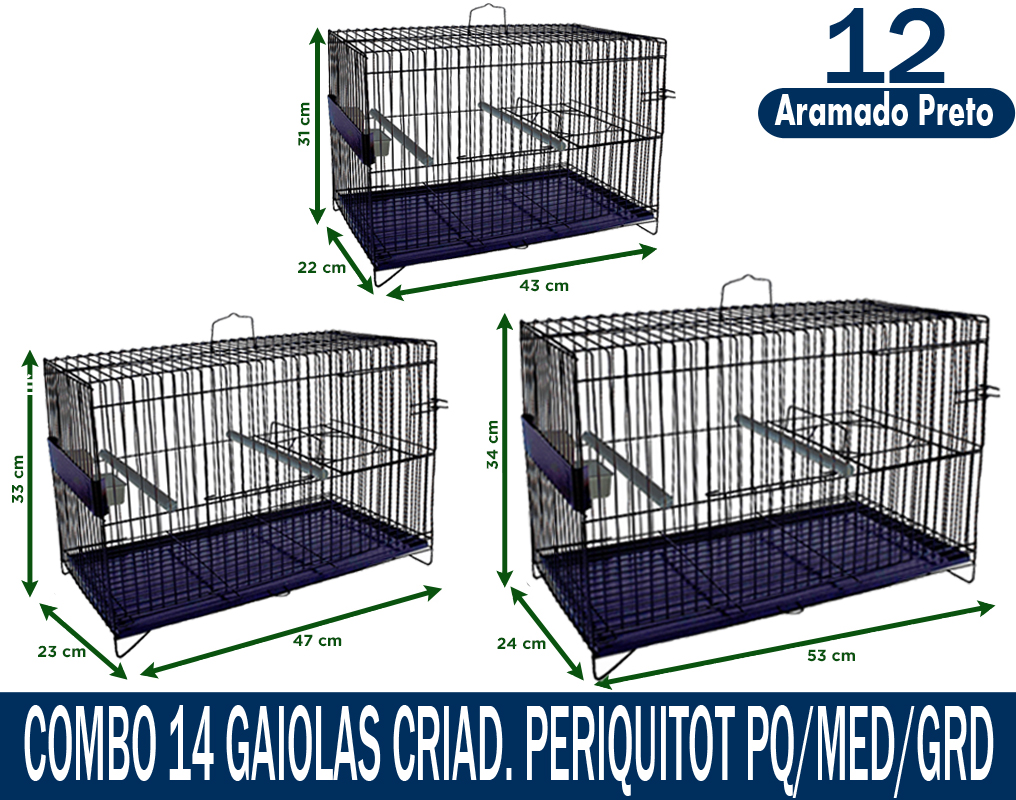 12
Aramado Preto
31 cm
22 cm
43 cm
33 cm
23 cm
47 cm
34 cm
24 cm
53 cm
COMBO 14 GAIOLAS CRIAD. PERIQUITOT PQ/MED/GRD